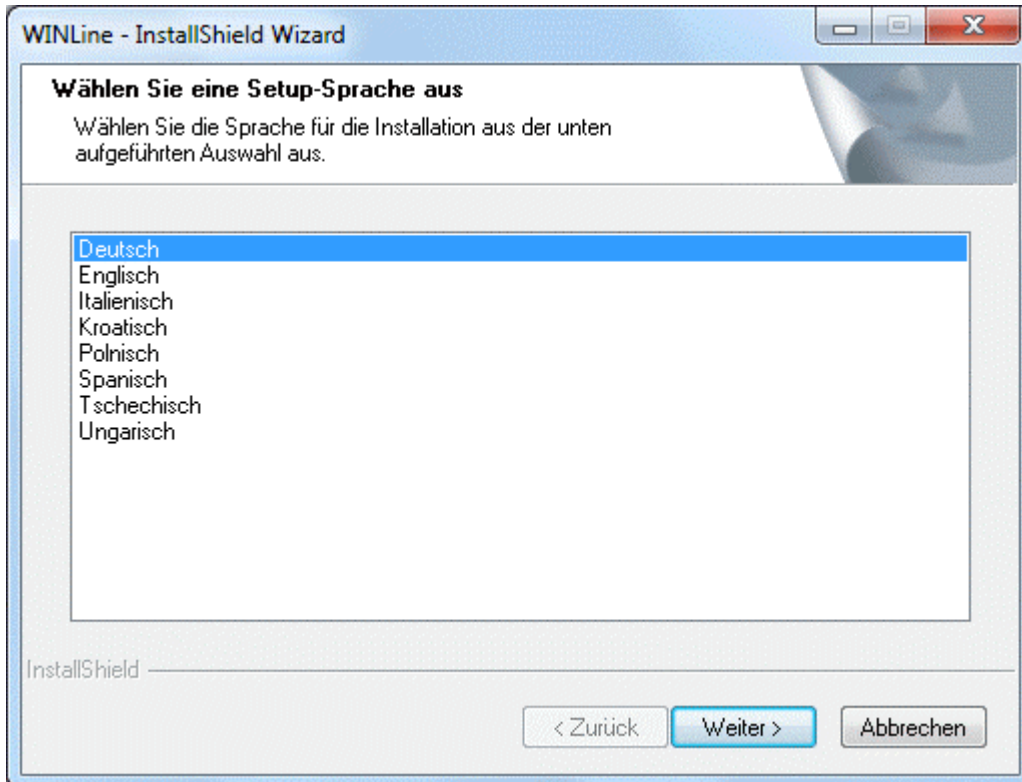 WINLine - InstallShield Wizard
Wählen Sie eine Setup-Sprache aus
Wählen Sie die Sprache für die Installation aus der unten
aufgeführten Auswahl aus.
Deutsch
Englisch
Italienisch
Kroatisch
Polnisch
Spanisch
Tschechisch
Ungarisch
InstallShield
< Zurück
Weiter >
Abbrechen